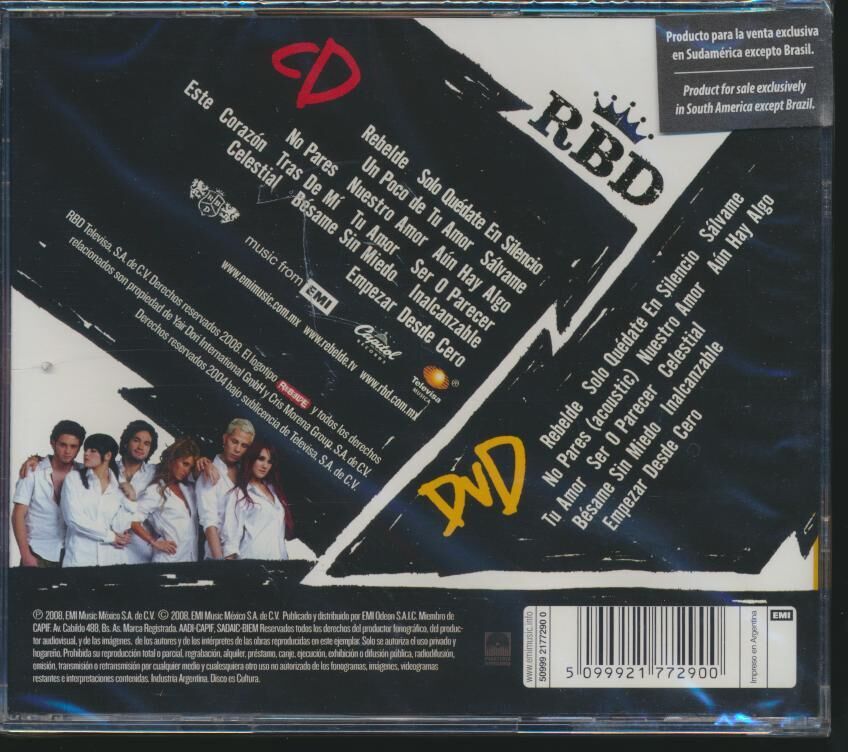 Producto para la venta exclusiva
en Sudamérica excepto Brasil.
Product for sale exclusively
in South America except Brazil.
RBD
CD
Rebelde Solo Quédate En Silencio
Un Poco de Tu Amor Sálvame
No Pares Nuestro Amor Aún Hay Algo
Este Corazón Tras De Mí Tu Amor Ser O Parecer
Celestial Bésame Sin Miedo Inalcanzable
Empezar Desde Cero
music from EMI
Capitol
RECORDS
Televisa
MUSICA
www.emimusic.com.mx www.rebelde.tv www.rbd.com.mx
RBD Televisa, S.A. de C.V. Derechos reservados 2008. El logotipo REBELDE y todos los derechos
relacionados son propiedad de Yair Dori International GmbH y Cris Morena Group, S.A. de C.V.
Derechos reservados 2004 bajo sublicencia de Televisa, S.A. de C.V.
DVD
Rebelde Solo Quédate En Silencio Sálvame
No Pares (acoustic) Nuestro Amor Aún Hay Algo
Tu Amor Ser O Parecer Celestial
Bésame Sin Miedo Inalcanzable
Empezar Desde Cero
℗ 2008. EMI Music México S.A. de C.V. © 2008. EMI Music México S.A. de C.V. Publicado y distribuido por EMI Odeon S.A.I.C. Miembro de
CAPIF. Av. Cabildo 480, Bs. As. Marca Registrada. AADI-CAPIF, SADAIC-BIEM Reservados todos los derechos del productor fonográfico, del produc-
tor audiovisual, y de las imágenes, de los autores y de los intérpretes de las obras reproducidas en este ejemplar. Solo se autoriza el uso privado y
hogareño. Prohibida su reproducción total o parcial, regrabación, alquiler, préstamo, canje, ejecución, exhibición o difusión pública, radiodifusión,
emisión, transmisión o retransmisión por cualquier medio y cualesquiera otro uso no autorizado de los fonogramas, imágenes, videogramas
restantes e interpretaciones contenidas. Industria Argentina. Disco es Cultura.
www.emimusic.info
50999 2177290 0
5 099921 772900
EMI
Impreso en Argentina